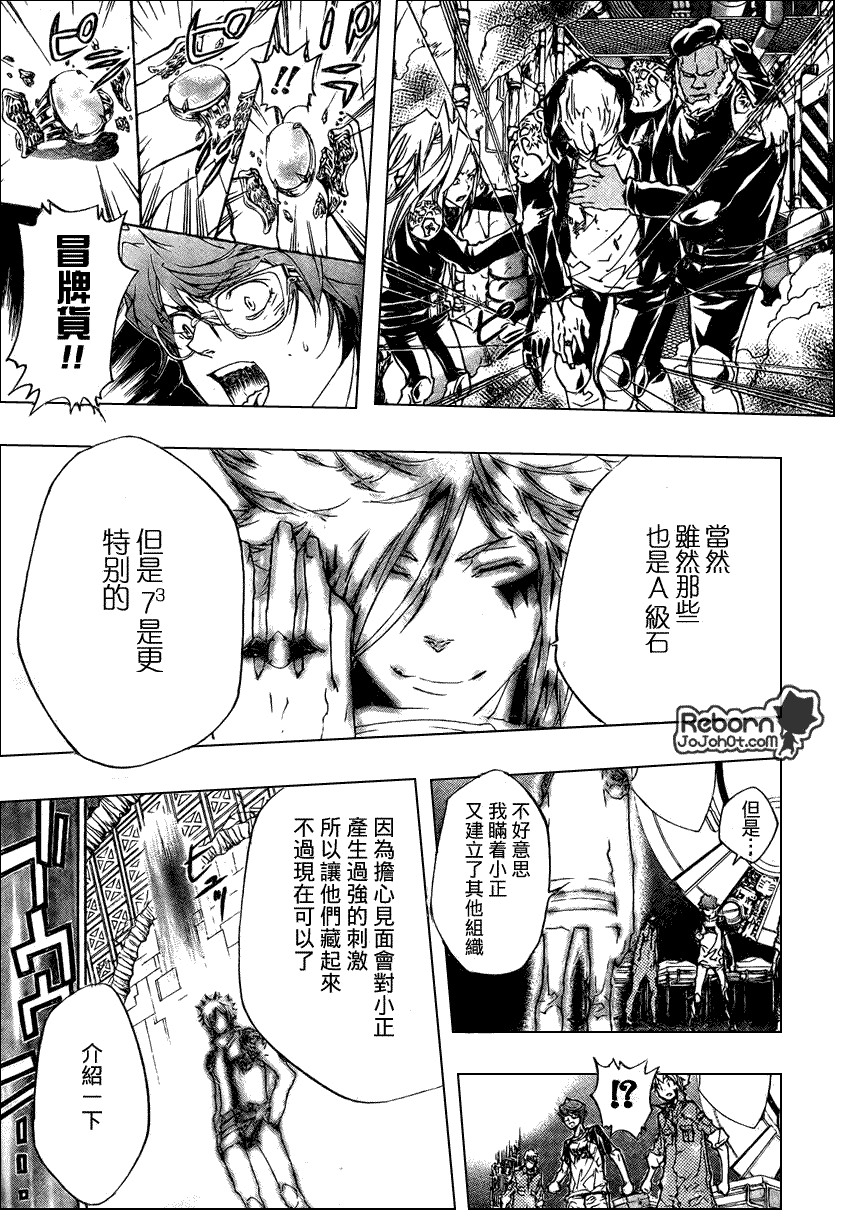 !!
ピ
ピ
ピ
冒牌貨!!
當然
雖然那些
也是A級石
但是7³是更
特別的
Reborn
JoJoHOt.com
但是…
不好意思
我瞞着小正
又建立了其他
組織
因為擔心見面會對小正
產生過強的刺激
所以讓他們藏起來
不過現在可以了
ピ
!?
介紹一下